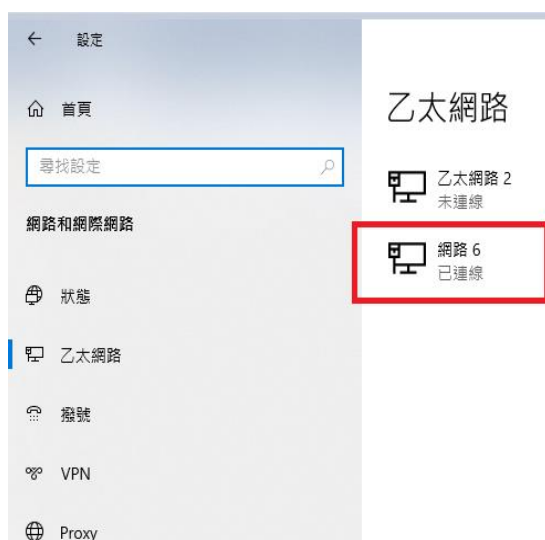 設定
首頁
尋找設定
網路和網際網路
狀態
乙太網路
撥號
VPN
Proxy
乙太網路
乙太網路 2
未連線
網路 6
已連線